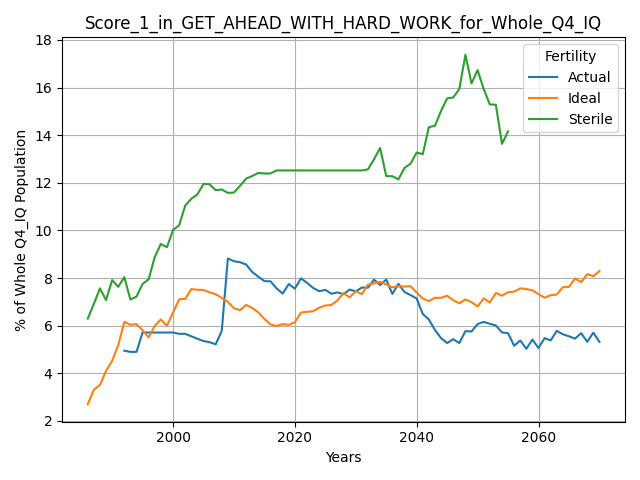 Score_1_in_GET_AHEAD_WITH_HARD_WORK_for_Whole_Q4_IQ
18
16
14
12
10
8
6
4
2
% of Whole Q4_IQ Population
Fertility
Actual
Ideal
Sterile
2000 2020 2040 2060
Years